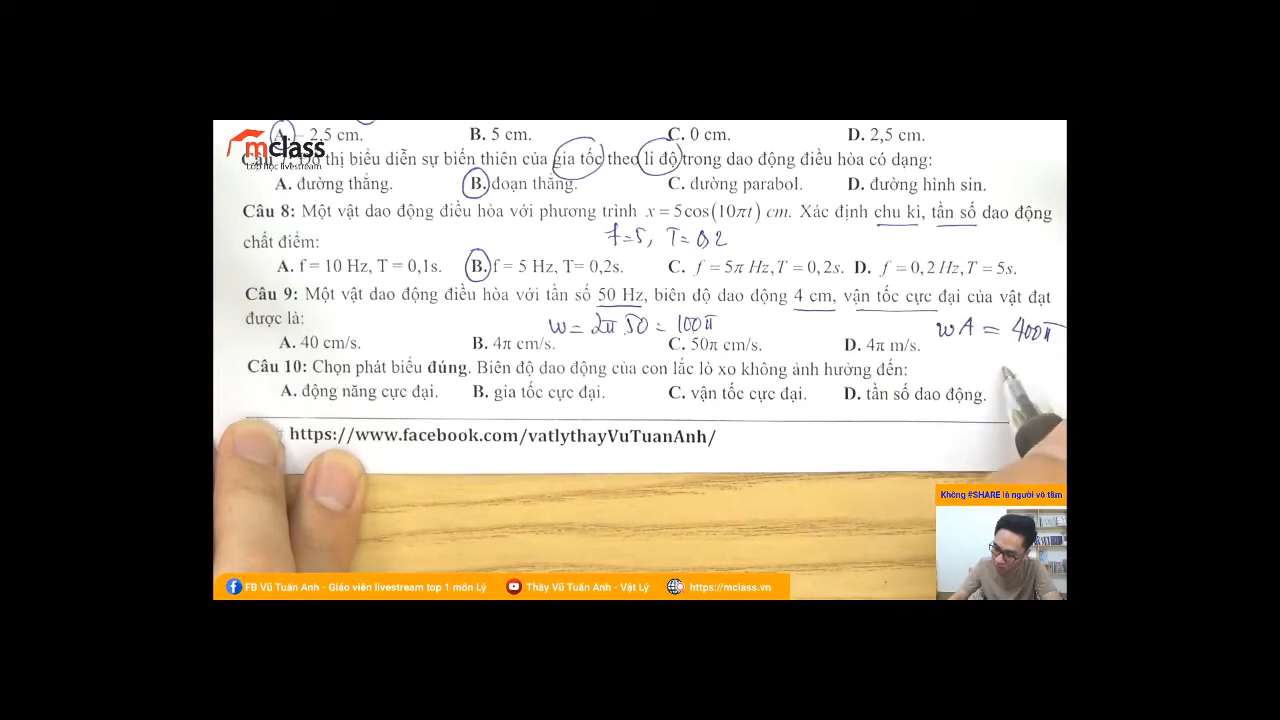 A. – 2,5 cm. B. 5 cm. C. 0 cm. D. 2,5 cm.
mclass
Lớp học livestream
thị biểu diễn sự biến thiên của gia tốc theo li độ trong dao động điều hòa có dạng:
A. đường thẳng. B. đoạn thẳng. C. đường parabol. D. đường hình sin.
Câu 8: Một vật dao động điều hòa với phương trình x = 5cos(10πt) cm. Xác định chu kì, tần số dao động
f=5, T= 0,2
chất điểm:
A. f = 10 Hz, T = 0,1s. B. f = 5 Hz, T= 0,2s. C. f = 5π Hz, T = 0, 2s. D. f = 0, 2 Hz, T = 5s.
Câu 9: Một vật dao động điều hòa với tần số 50 Hz, biên độ dao động 4 cm, vận tốc cực đại của vật đạt
được là:
w = 2π.50 = 100π
wA = 400π
A. 40 cm/s. B. 4π cm/s. C. 50π cm/s. D. 4π m/s.
Câu 10: Chọn phát biểu đúng. Biên độ dao động của con lắc lò xo không ảnh hưởng đến:
A. động năng cực đại. B. gia tốc cực đại. C. vận tốc cực đại. D. tần số dao động.
https://www.facebook.com/vatlythayVuTuanAnh/
Không #SHARE là người vô tâm
FB Vũ Tuấn Anh - Giáo viên livestream top 1 môn Lý
Thầy Vũ Tuấn Anh - Vật Lý
https://mclass.vn